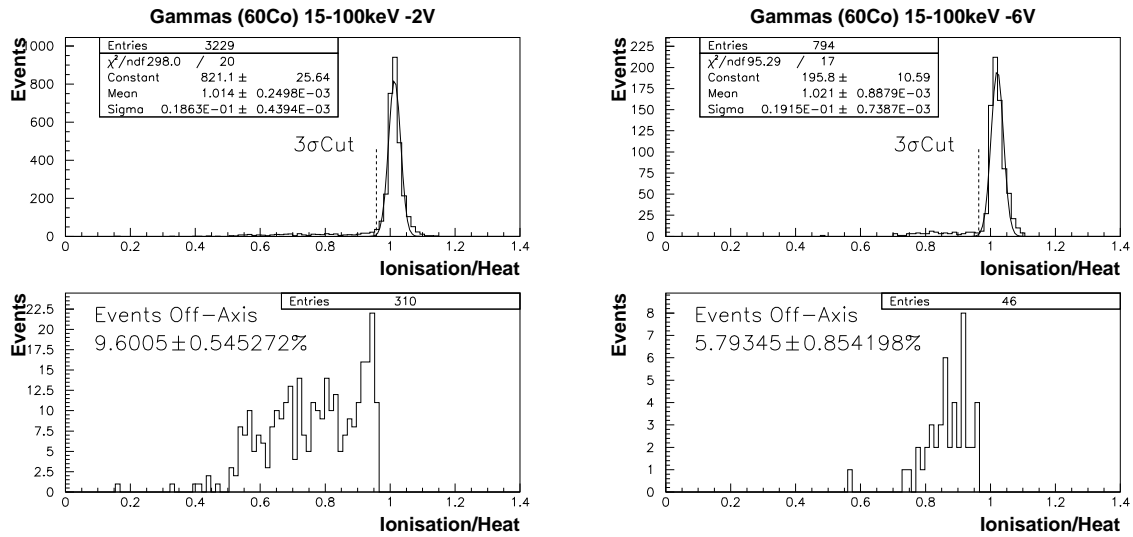 Gammas (60Co) 15-100keV -2V
Events
1000
800
600
400
200
0
Entries 3229
χ²/ndf 298.0 / 20
Constant 821.1 ± 25.64
Mean 1.014 ± 0.2498E-03
Sigma 0.1863E-01 ± 0.4394E-03
3σCut
0 0.2 0.4 0.6 0.8 1 1.2 1.4
Ionisation/Heat
Gammas (60Co) 15-100keV -6V
Events
225
200
175
150
125
100
75
50
25
0
Entries 794
χ²/ndf 95.29 / 17
Constant 195.8 ± 10.59
Mean 1.021 ± 0.8879E-03
Sigma 0.1915E-01 ± 0.7387E-03
3σCut
0 0.2 0.4 0.6 0.8 1 1.2 1.4
Ionisation/Heat
Events
22.5
20
17.5
15
12.5
10
7.5
5
2.5
0
Entries 310
Events Off-Axis
9.6005±0.545272%
0 0.2 0.4 0.6 0.8 1 1.2 1.4
Ionisation/Heat
Events
8
7
6
5
4
3
2
1
0
Entries 46
Events Off-Axis
5.79345±0.854198%
0 0.2 0.4 0.6 0.8 1 1.2 1.4
Ionisation/Heat